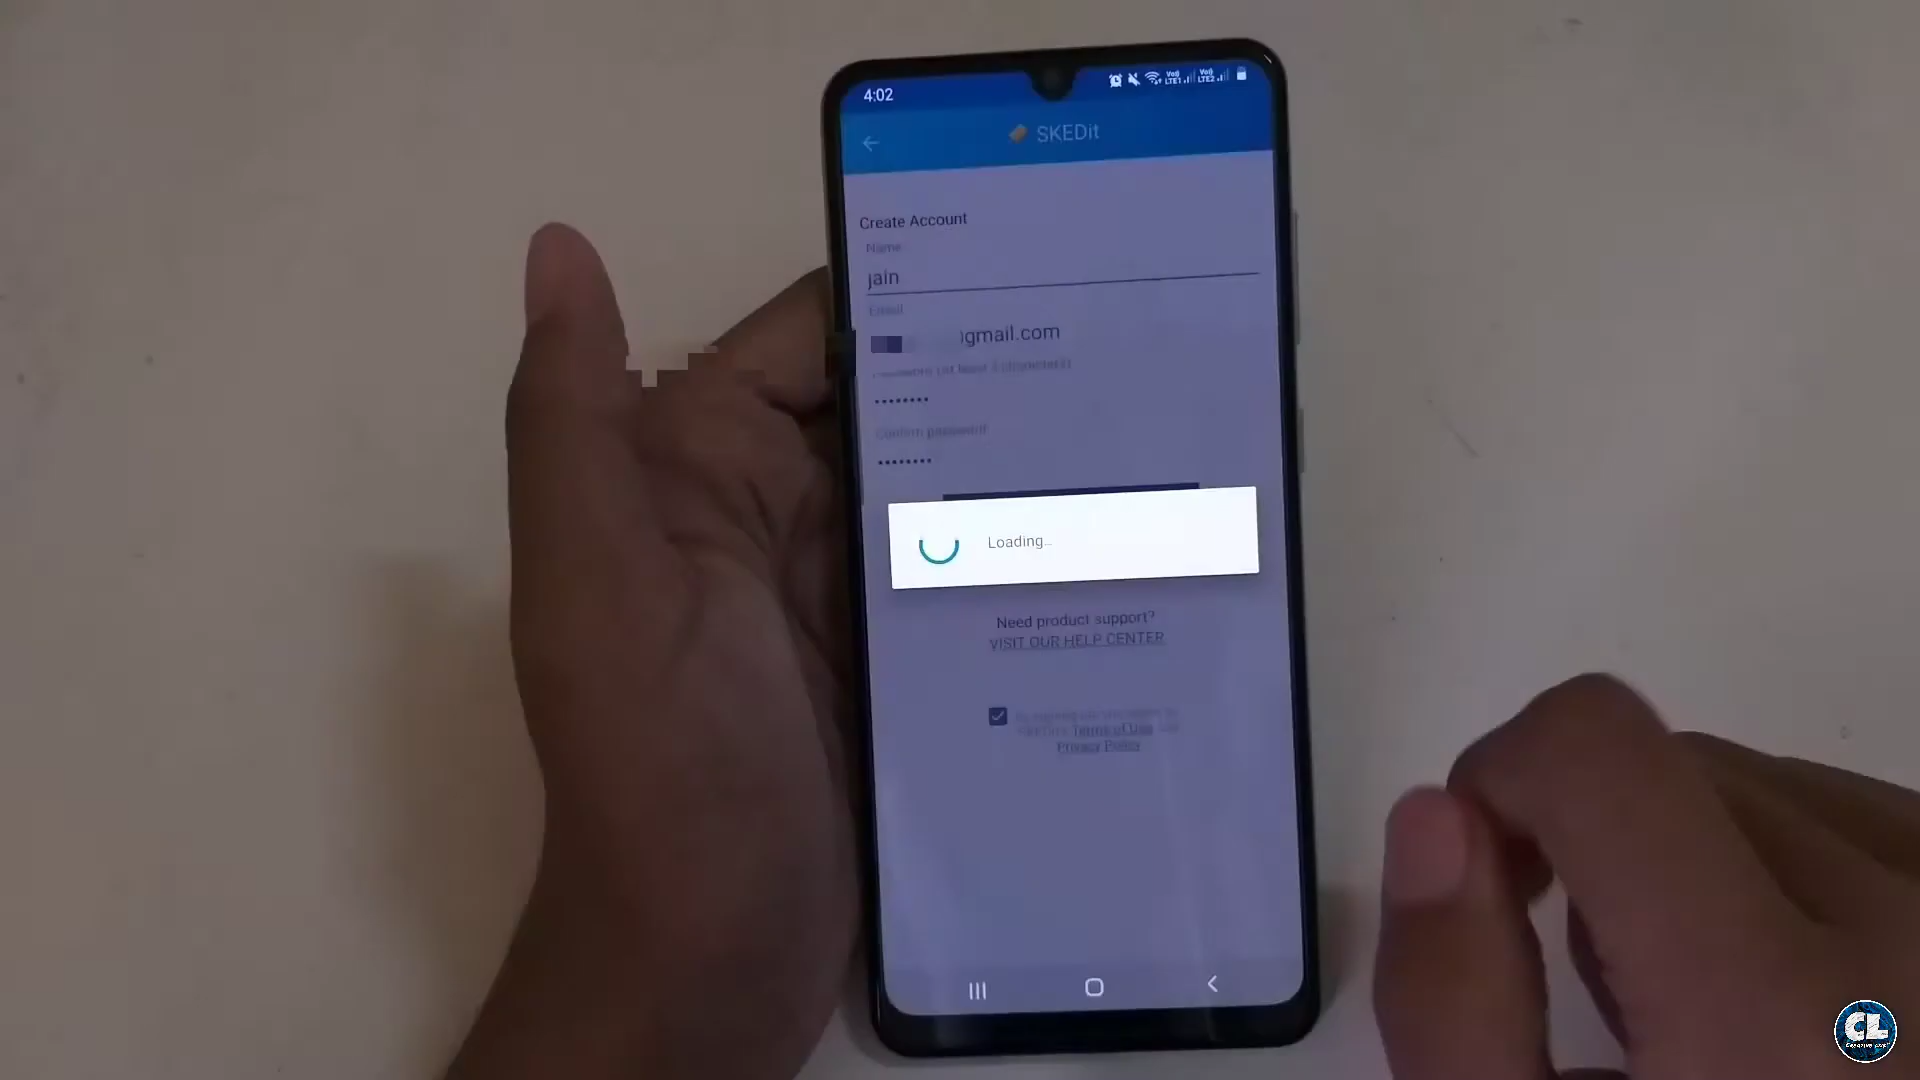 4:02
SKEDit
Create Account
Name
jain
Email
gmail.com
••••••••
Confirm password
••••••••
Loading...
Need product support?
VISIT OUR HELP CENTER
Terms of Use
Privacy Policy
CL